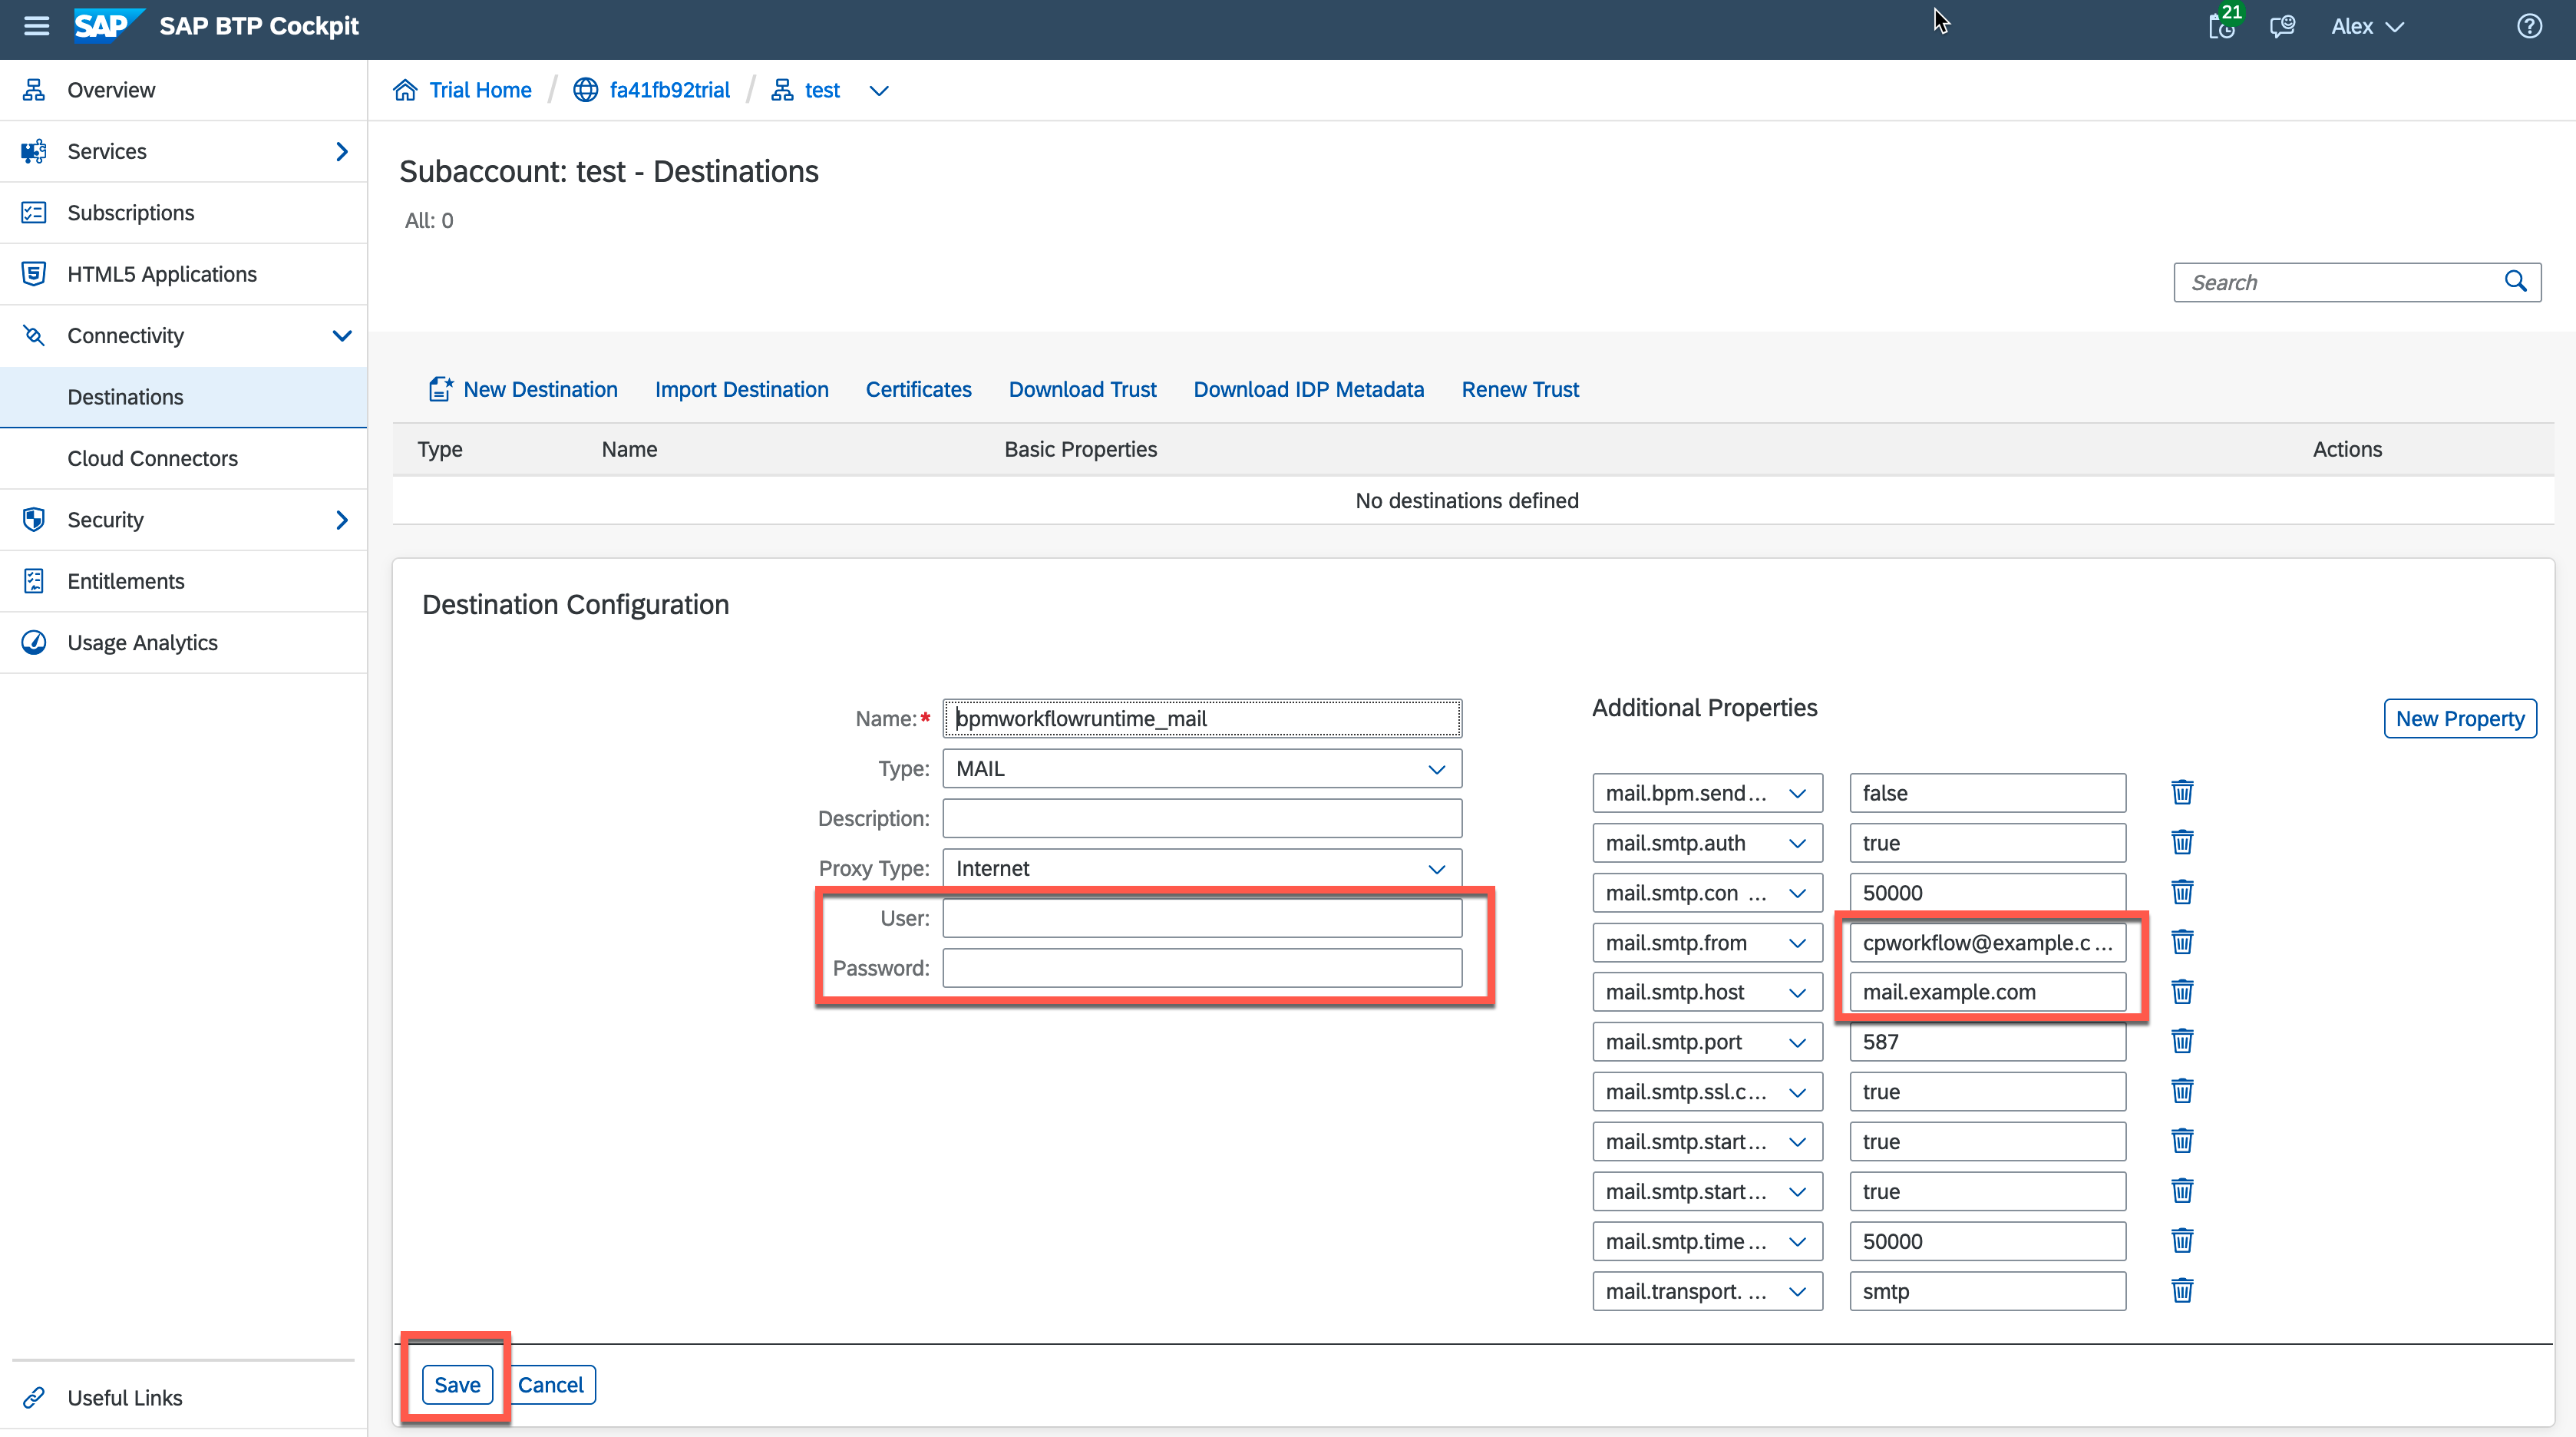 SAP SAP BTP Cockpit
21
Alex
Overview
Services
Subscriptions
HTML5 Applications
Connectivity
Destinations
Cloud Connectors
Security
Entitlements
Usage Analytics
Useful Links
Trial Home / fa41fb92trial / test
Subaccount: test - Destinations
All: 0
Search
New Destination Import Destination Certificates Download Trust Download IDP Metadata Renew Trust
Type Name Basic Properties Actions
No destinations defined
Destination Configuration
Name:* bpmworkflowruntime_mail
Type: MAIL
Description:
Proxy Type: Internet
User:
Password:
Additional Properties
New Property
mail.bpm.send... false
mail.smtp.auth true
mail.smtp.con ... 50000
mail.smtp.from cpworkflow@example.c ...
mail.smtp.host mail.example.com
mail.smtp.port 587
mail.smtp.ssl.c... true
mail.smtp.start... true
mail.smtp.start... true
mail.smtp.time ... 50000
mail.transport. ... smtp
Save Cancel